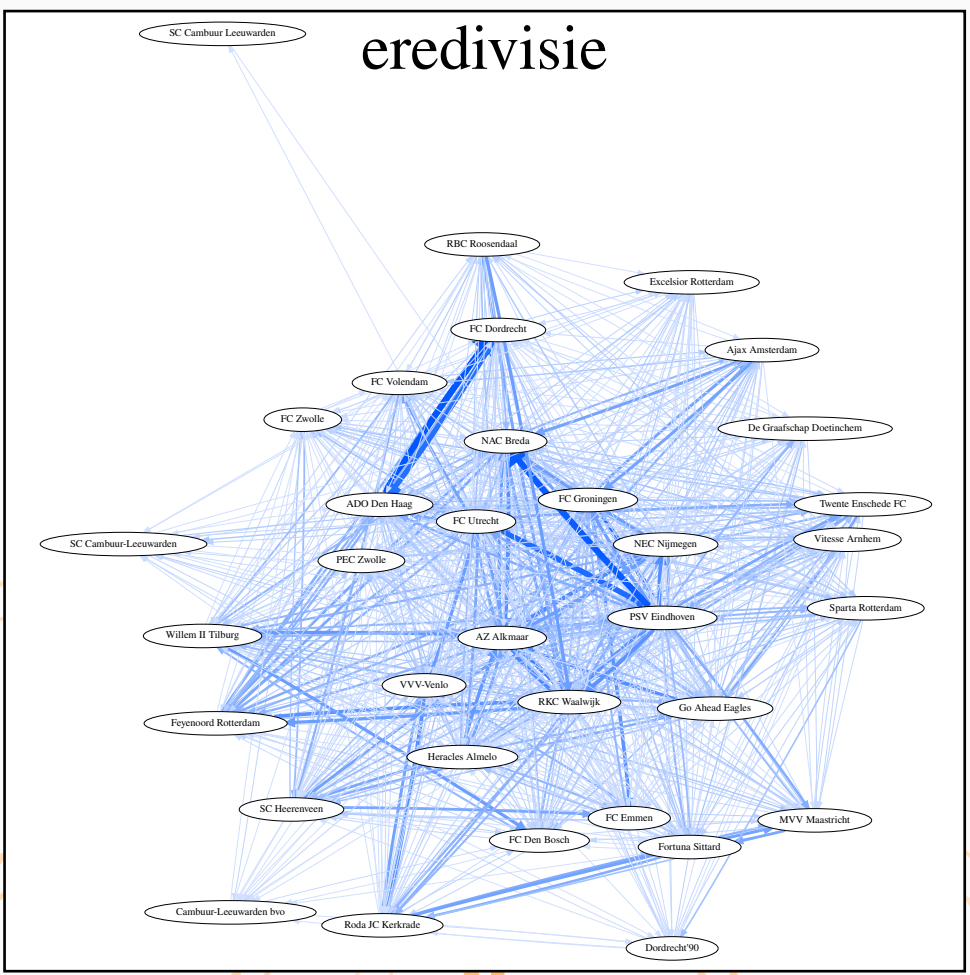 SC Cambuur Leeuwarden
eredivisie
RBC Roosendaal
Excelsior Rotterdam
FC Dordrecht
Ajax Amsterdam
FC Volendam
FC Zwolle
De Graafschap Doetinchem
NAC Breda
FC Groningen
ADO Den Haag
Twente Enschede FC
FC Utrecht
Vitesse Arnhem
SC Cambuur-Leeuwarden
NEC Nijmegen
PEC Zwolle
Sparta Rotterdam
PSV Eindhoven
Willem II Tilburg
AZ Alkmaar
VVV-Venlo
RKC Waalwijk
Go Ahead Eagles
Feyenoord Rotterdam
Heracles Almelo
SC Heerenveen
FC Emmen
MVV Maastricht
FC Den Bosch
Fortuna Sittard
Cambuur-Leeuwarden bvo
Roda JC Kerkrade
Dordrecht'90